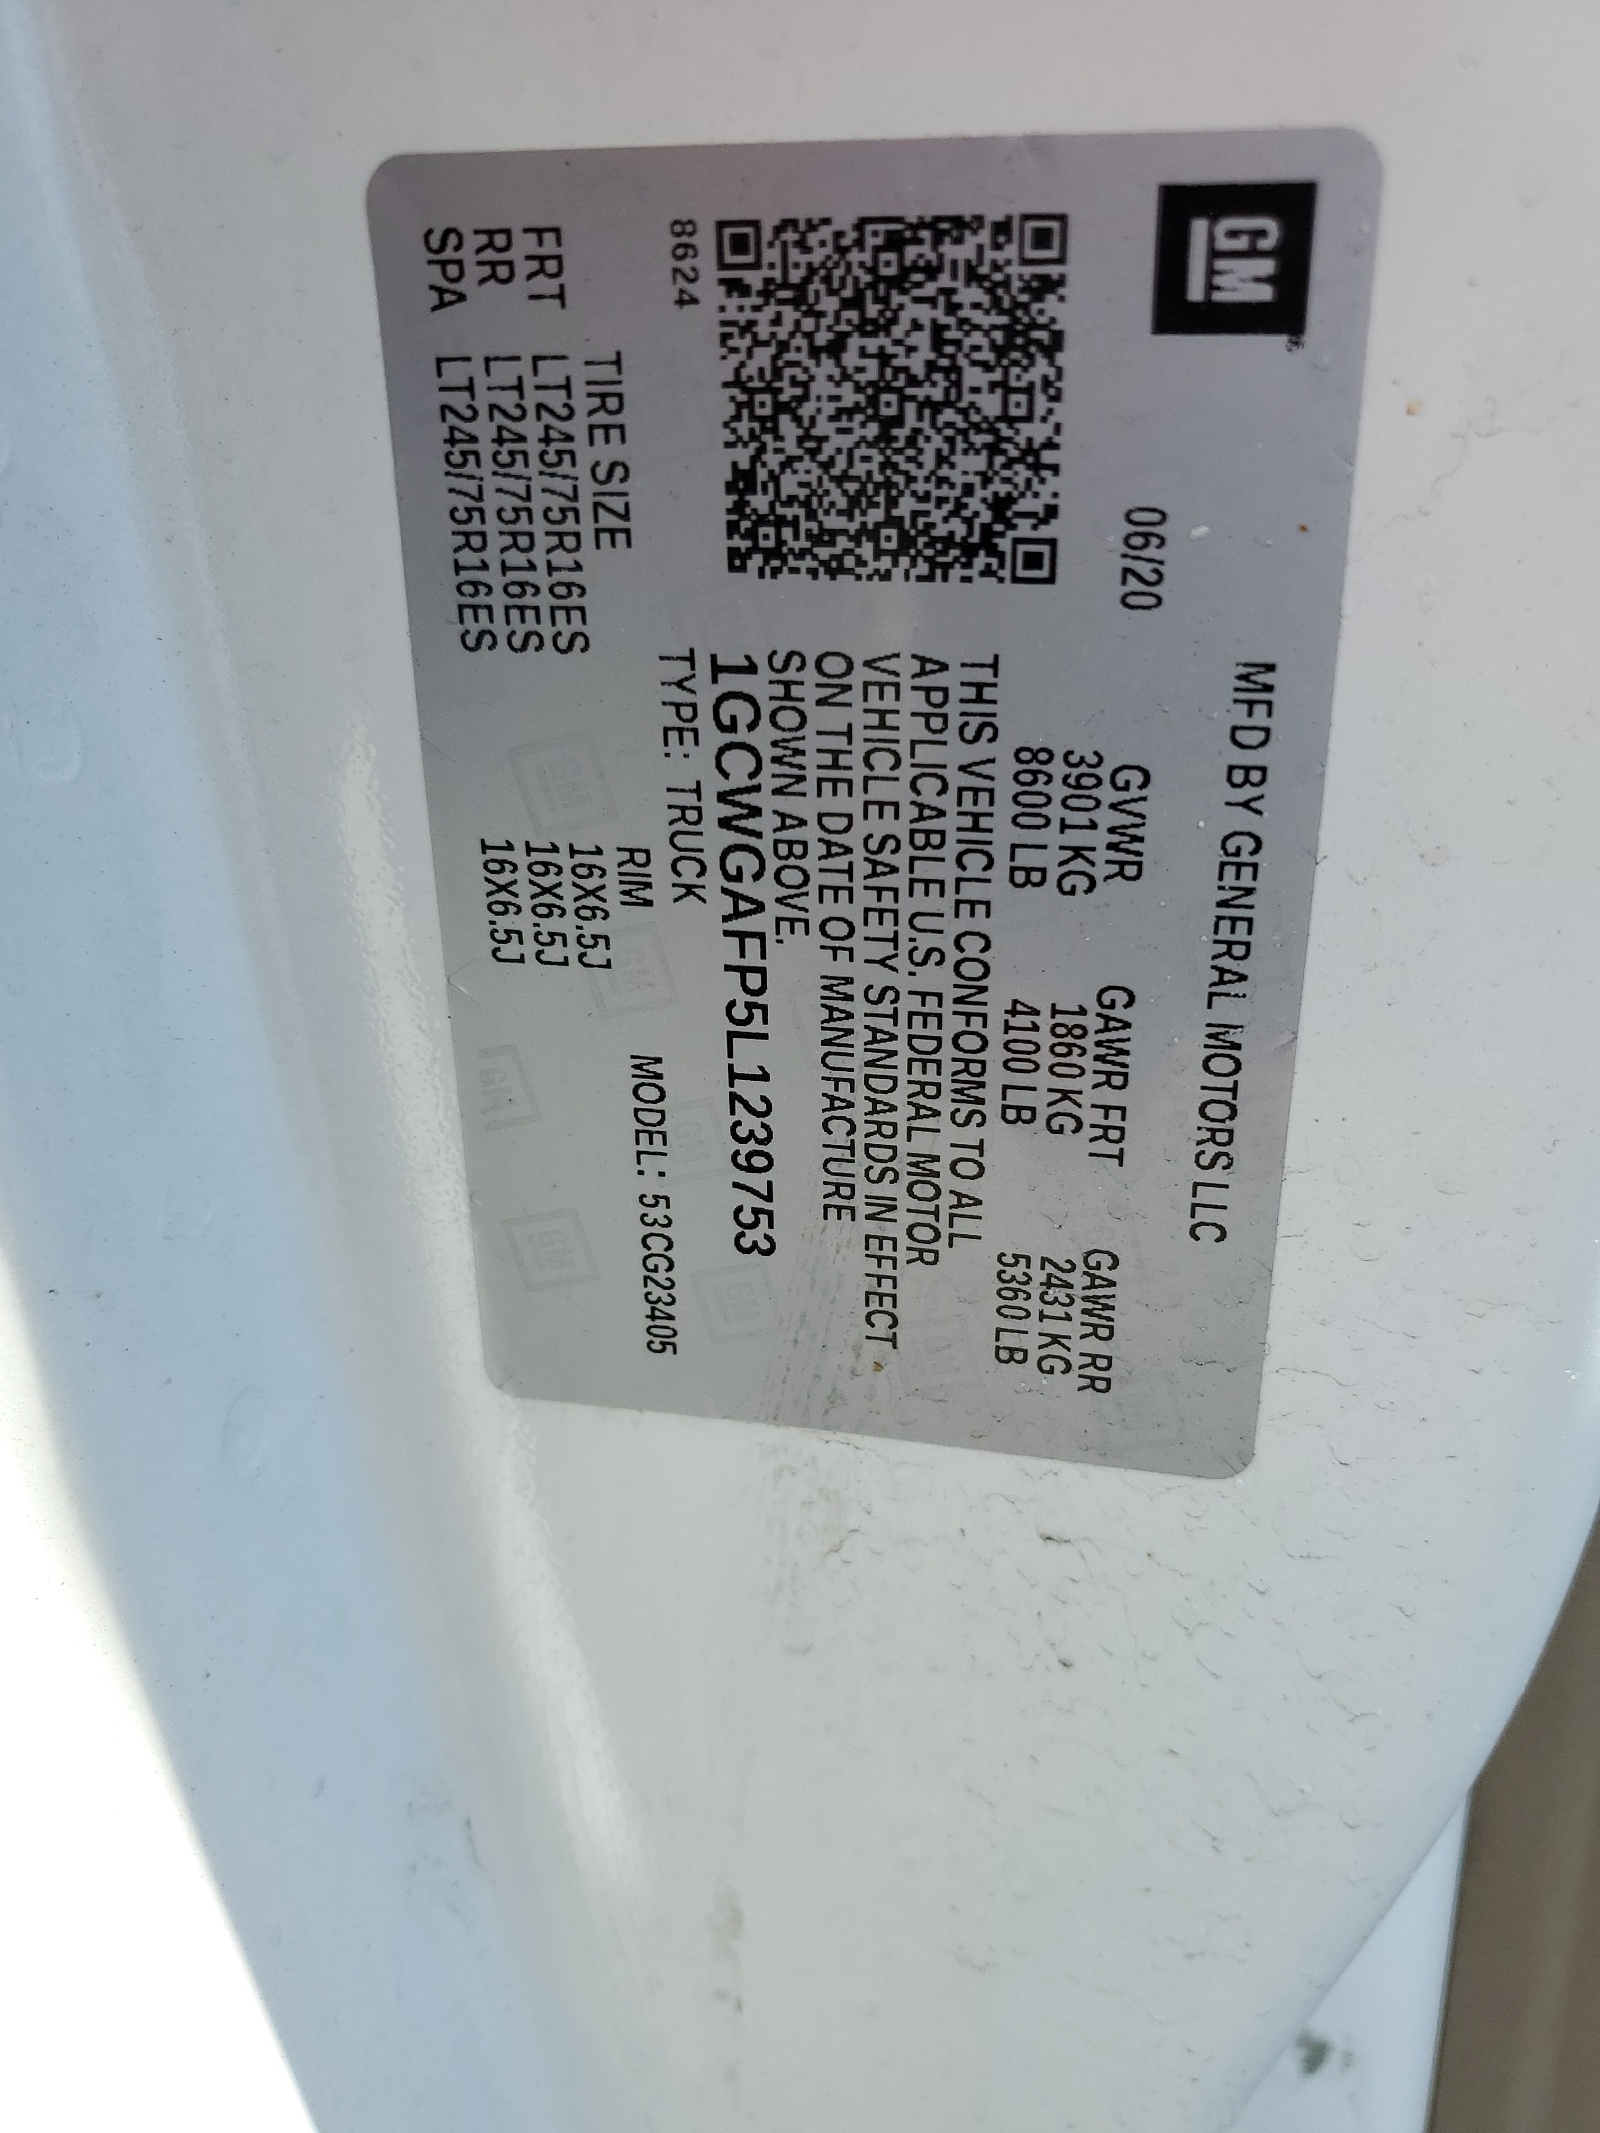 GM
MFD BY GENERAL MOTORS LLC
06/20
GVWR GAWR FRT GAWR RR
3901 KG 1860 KG 2431 KG
8600 LB 4100 LB 5360 LB
THIS VEHICLE CONFORMS TO ALL
APPLICABLE U.S. FEDERAL MOTOR
VEHICLE SAFETY STANDARDS IN EFFECT
ON THE DATE OF MANUFACTURE
SHOWN ABOVE.
1GCWGAFP5L1239753
8624
TYPE: TRUCK MODEL: 53CG23405
TIRE SIZE RIM
FRT LT245/75R16ES 16X6.5J
RR LT245/75R16ES 16X6.5J
SPA LT245/75R16ES 16X6.5J